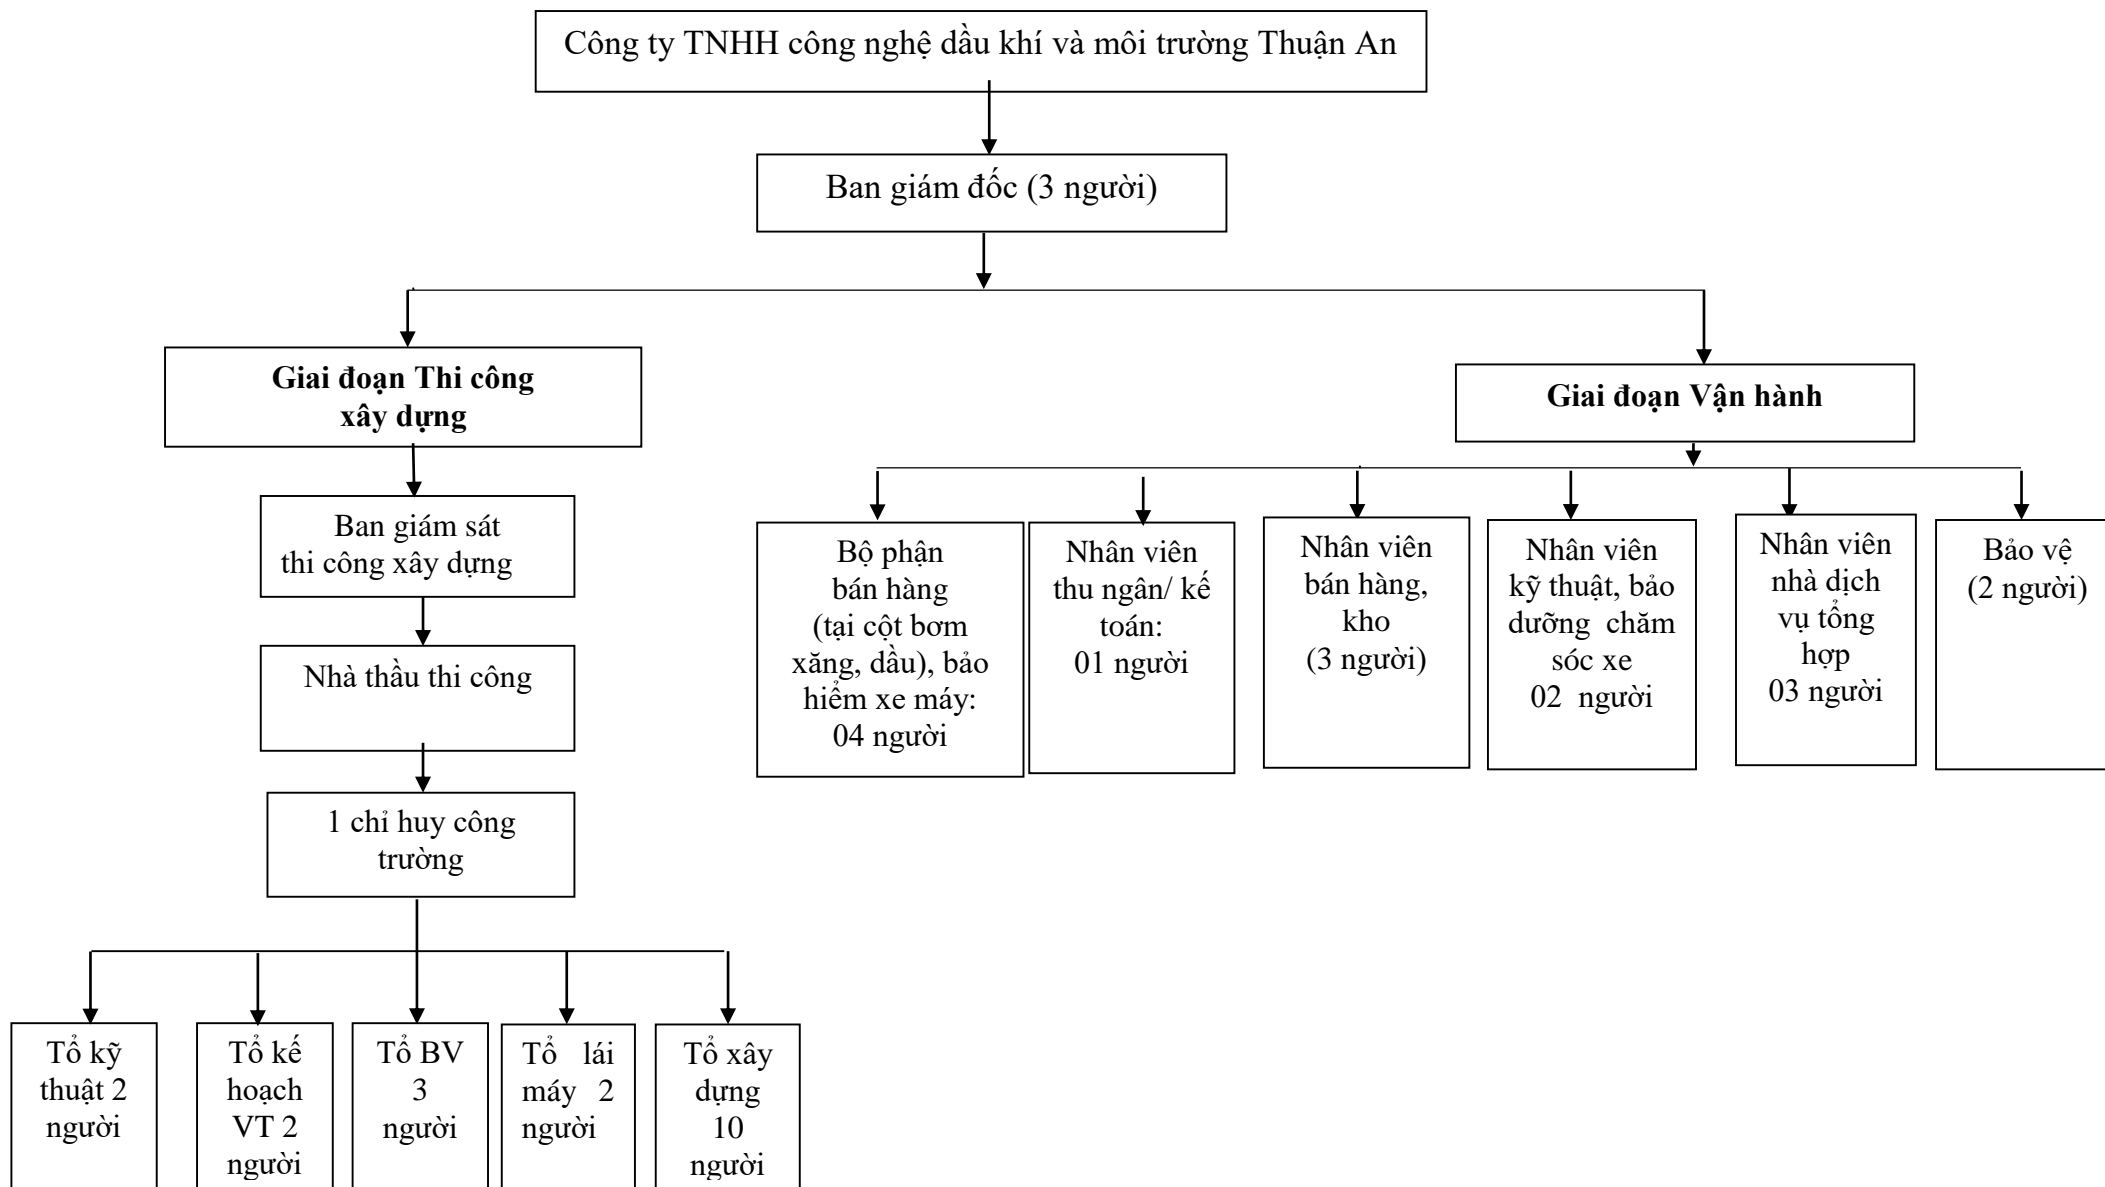 Công ty TNHH công nghệ dầu khí và môi trường Thuận An
Ban giám đốc (3 người)
Giai đoạn Thi công
xây dựng
Giai đoạn Vận hành
Ban giám sát
thi công xây dựng
Nhà thầu thi công
1 chỉ huy công
trường
Tổ kỹ
thuật 2
người
Tổ kế
hoạch
VT 2
người
Tổ BV
3
người
Tổ lái
máy 2
người
Tổ xây
dựng
10
người
Bộ phận
bán hàng
(tại cột bơm
xăng, dầu), bảo
hiểm xe máy:
04 người
Nhân viên
thu ngân/ kế
toán:
01 người
Nhân viên
bán hàng,
kho
(3 người)
Nhân viên
kỹ thuật, bảo
dưỡng chăm
sóc xe
02 người
Nhân viên
nhà dịch
vụ tổng
hợp
03 người
Bảo vệ
(2 người)